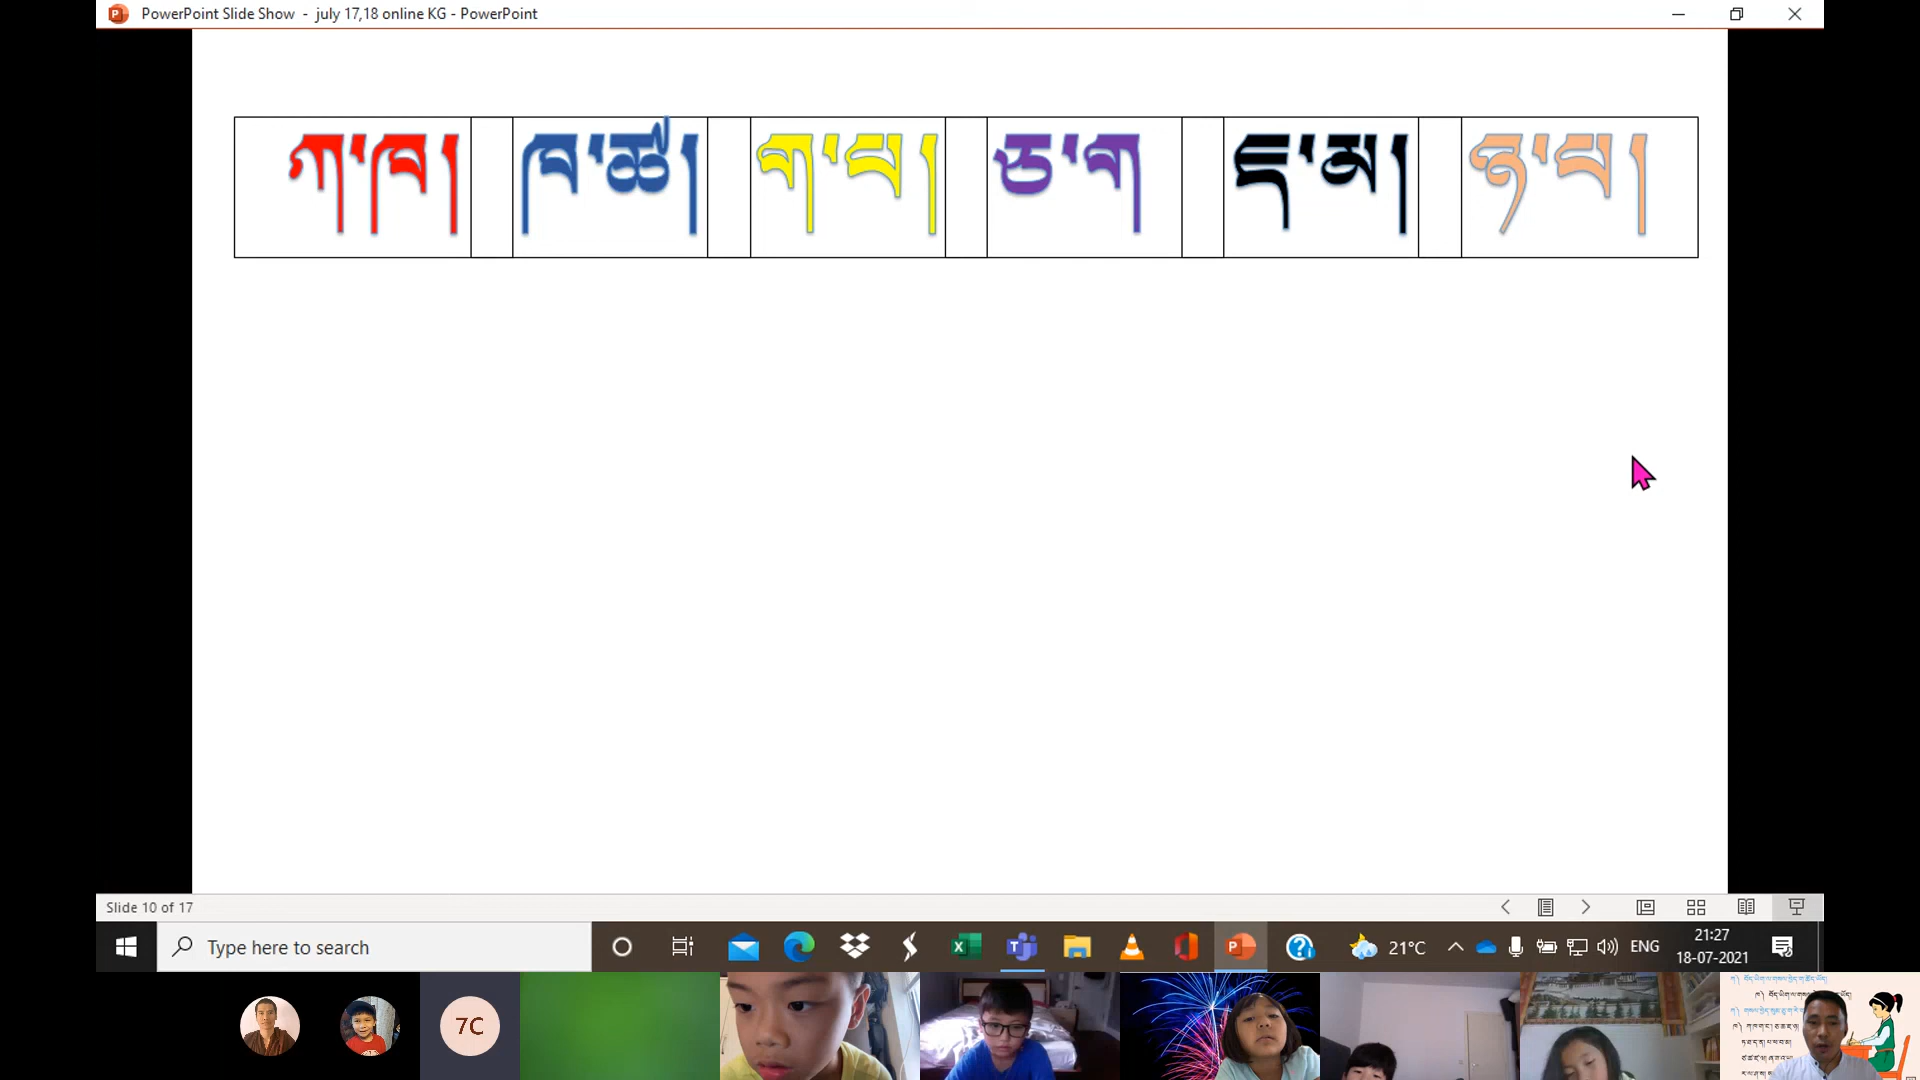 PowerPoint Slide Show - july 17,18 online KG - PowerPoint
ཀ་ཁ། ཁ་ཚ། ག་པ། ཅ་ག ཇ་མ། ཉ་པ།
Slide 10 of 17
Type here to search
21°C
ENG
21:27
18-07-2021
7C